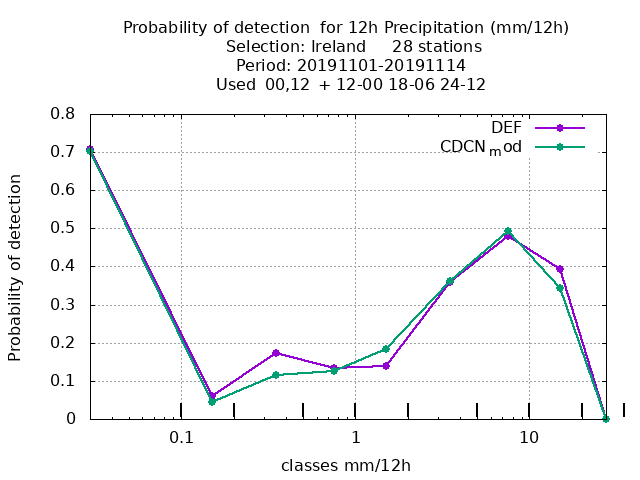 Probability of detection  for 12h Precipitation (mm/12h)
Selection: Ireland     28 stations
Period: 20191101-20191114
Used  00,12  + 12-00 18-06 24-12
DEF
CDCN_mod
0.8
0.7
0.6
0.5
0.4
0.3
0.2
0.1
0
Probability of detection
0.1 1 10
classes mm/12h